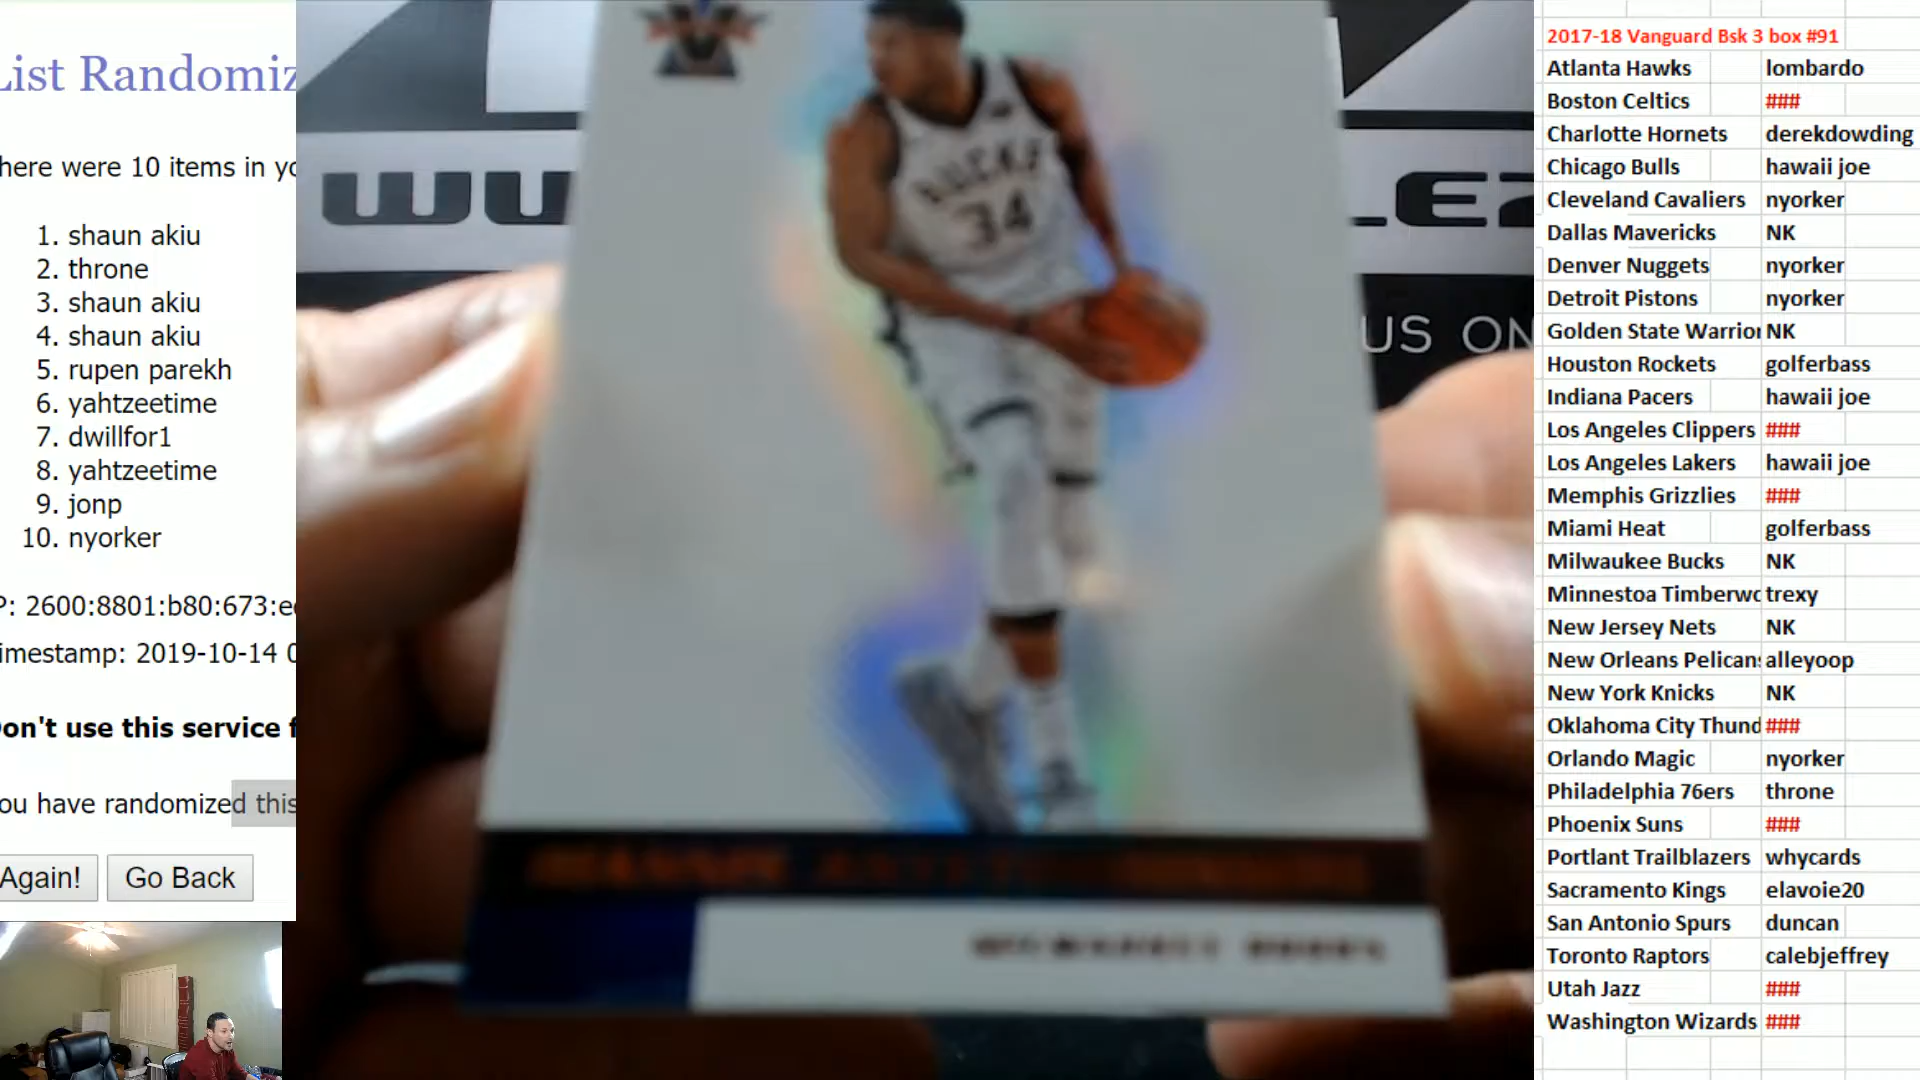 List Randomiz
here were 10 items in yo
1. shaun akiu
2. throne
3. shaun akiu
4. shaun akiu
5. rupen parekh
6. yahtzeetime
7. dwillfor1
8. yahtzeetime
9. jonp
10. nyorker
P: 2600:8801:b80:673:e
imestamp: 2019-10-14 0
on't use this service f
ou have randomized this
Again! Go Back
BUCKS
34
US ON
MILWAUKEE BUCKS
2017-18 Vanguard Bsk 3 box #91
Atlanta Hawks lombardo
Boston Celtics ###
Charlotte Hornets derekdowding
Chicago Bulls hawaii joe
Cleveland Cavaliers nyorker
Dallas Mavericks NK
Denver Nuggets nyorker
Detroit Pistons nyorker
Golden State Warrior NK
Houston Rockets golferbass
Indiana Pacers hawaii joe
Los Angeles Clippers ###
Los Angeles Lakers hawaii joe
Memphis Grizzlies ###
Miami Heat golferbass
Milwaukee Bucks NK
Minnestoa Timberwo trexy
New Jersey Nets NK
New Orleans Pelicans alleyoop
New York Knicks NK
Oklahoma City Thund ###
Orlando Magic nyorker
Philadelphia 76ers throne
Phoenix Suns ###
Portlant Trailblazers whycards
Sacramento Kings elavoie20
San Antonio Spurs duncan
Toronto Raptors calebjeffrey
Utah Jazz ###
Washington Wizards ###